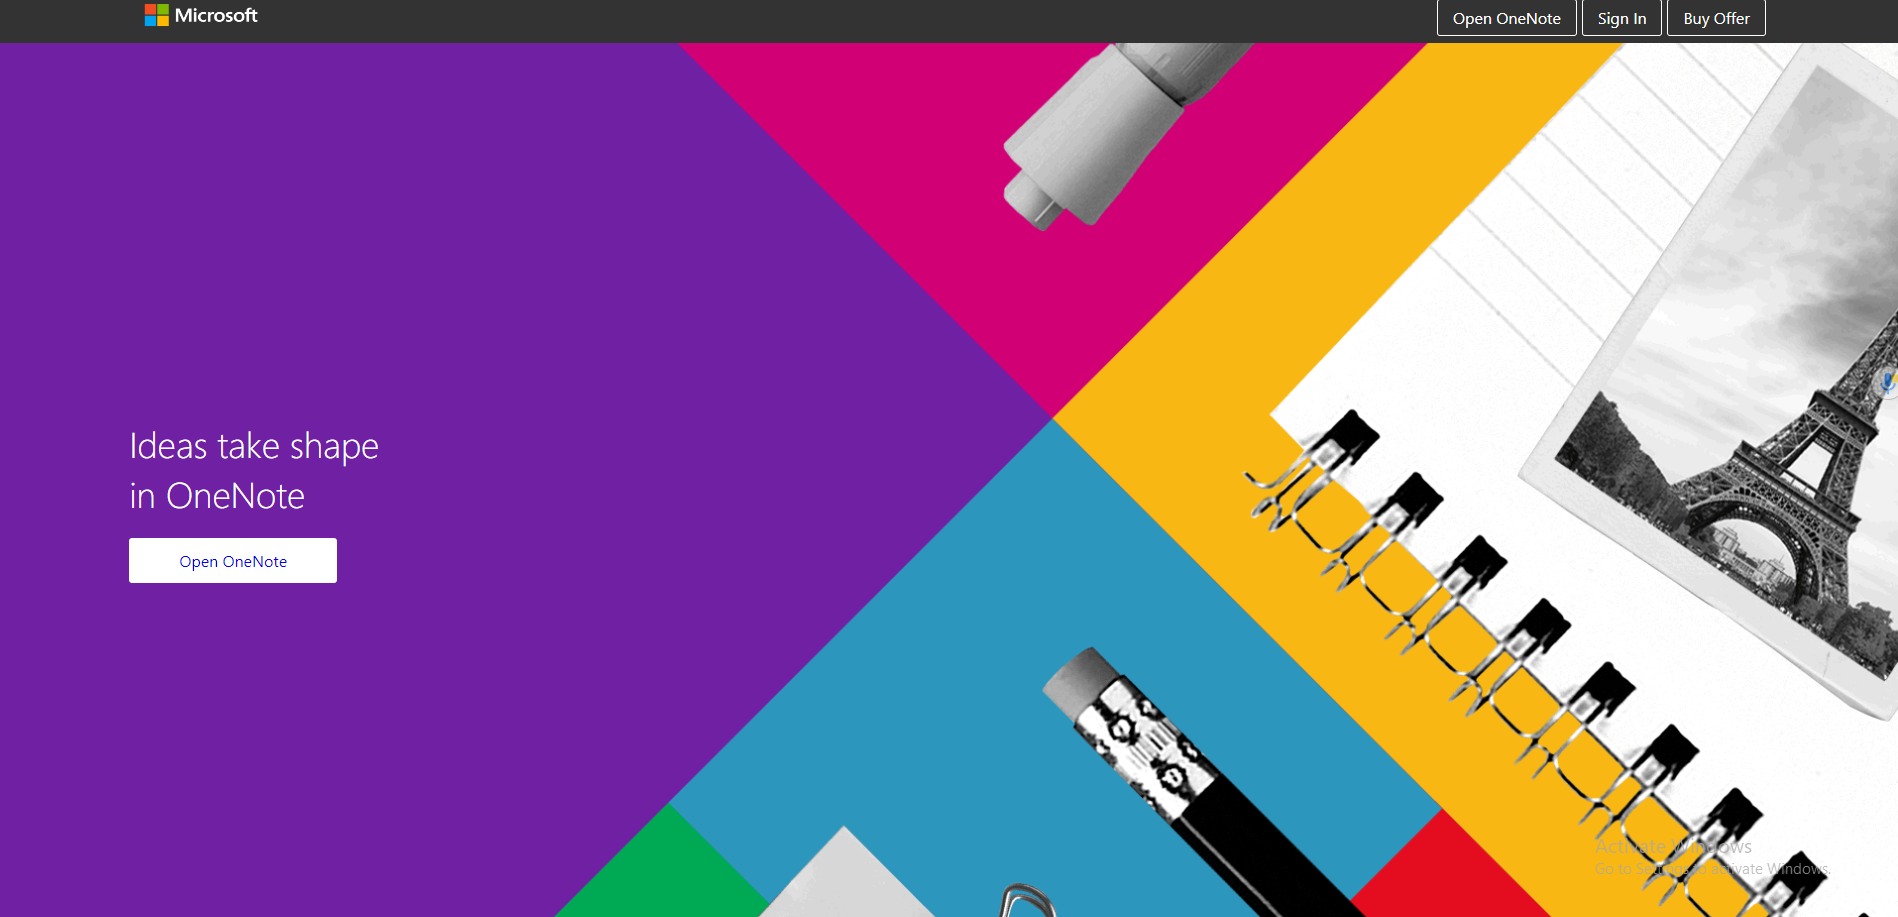 Microsoft
Open OneNote
Sign In
Buy Offer
Ideas take shape
in OneNote
Open OneNote
Activate Windows
Go to Settings to activate Windows.